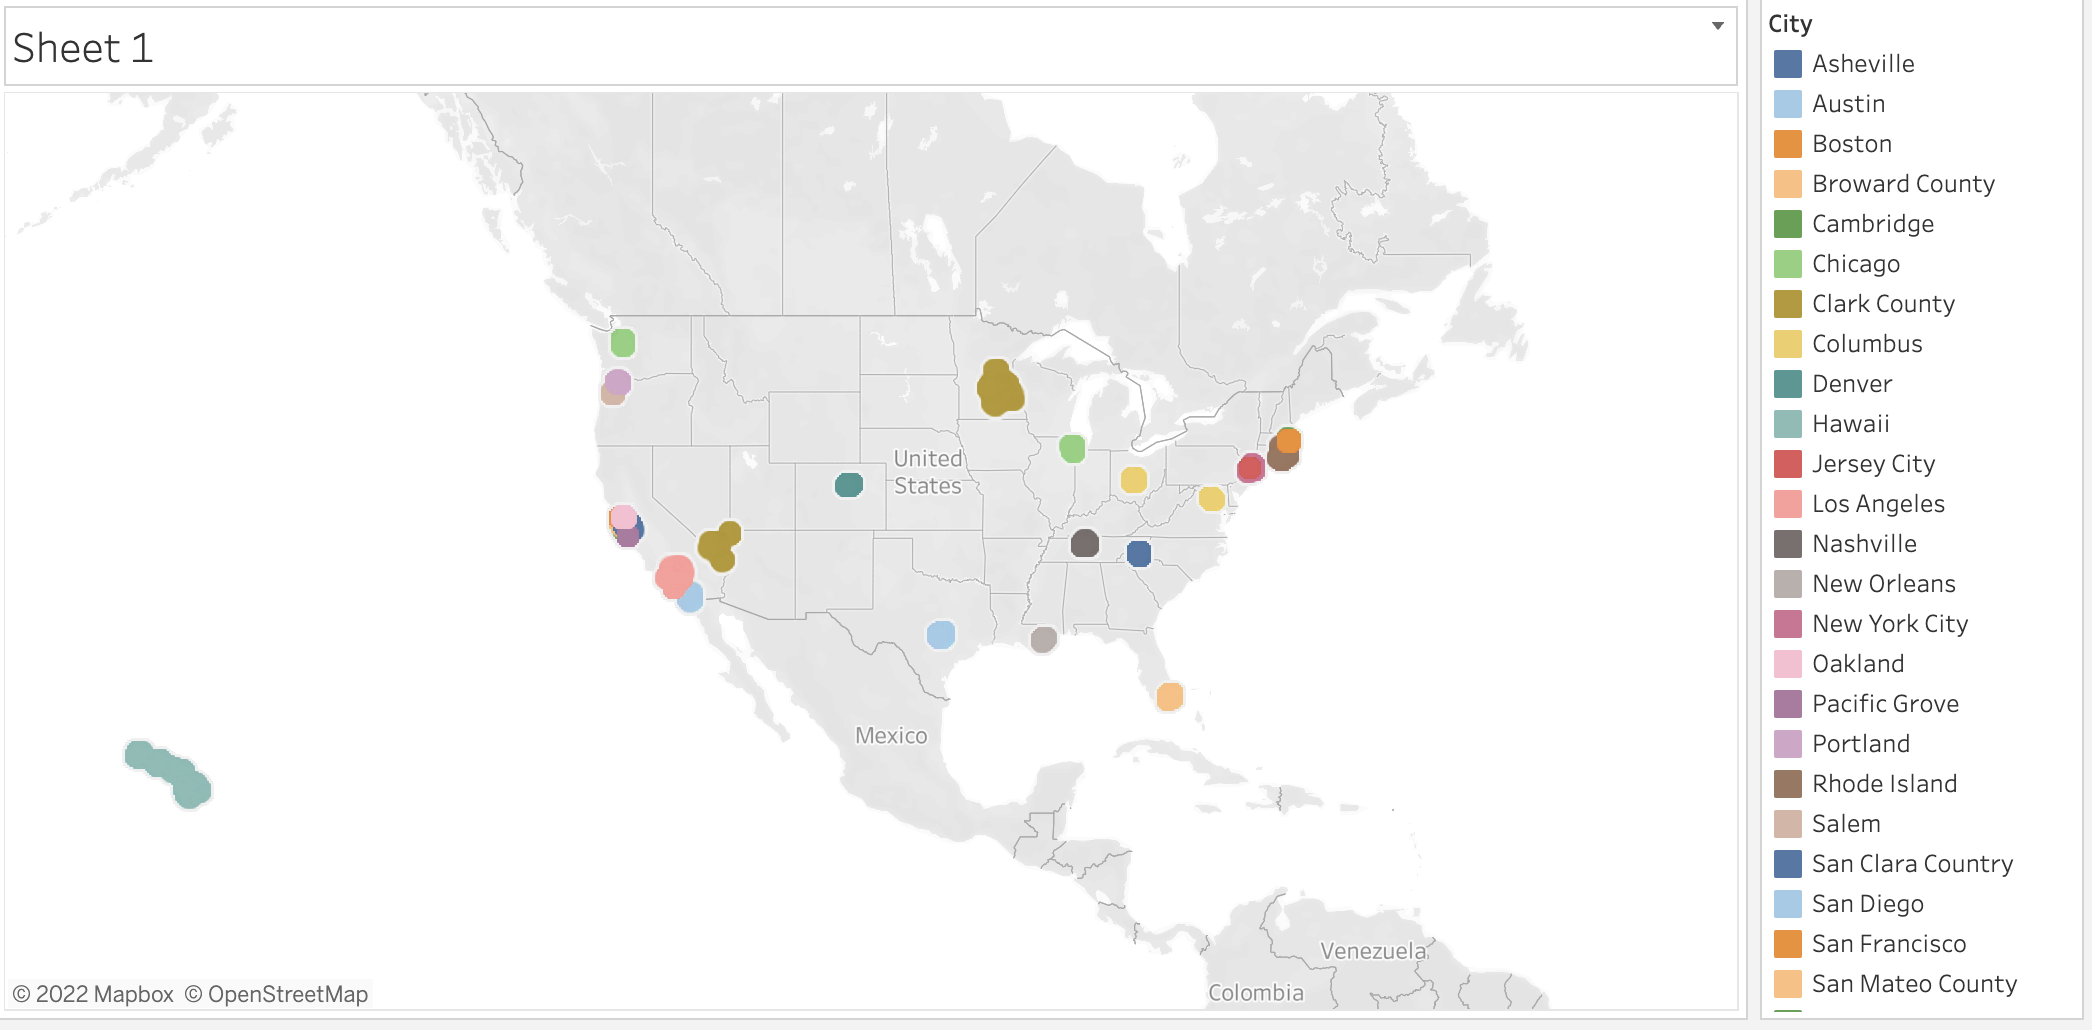 Sheet 1
United
States
Mexico
Venezuela
Colombia
© 2022 Mapbox © OpenStreetMap
City
Asheville
Austin
Boston
Broward County
Cambridge
Chicago
Clark County
Columbus
Denver
Hawaii
Jersey City
Los Angeles
Nashville
New Orleans
New York City
Oakland
Pacific Grove
Portland
Rhode Island
Salem
San Clara Country
San Diego
San Francisco
San Mateo County